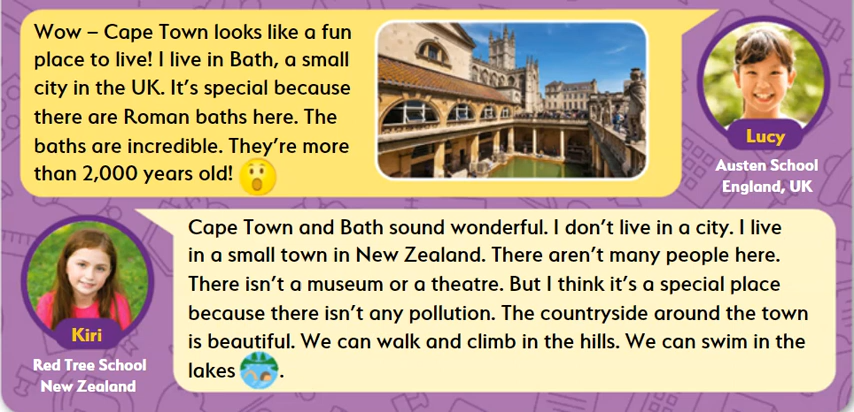 Wow – Cape Town looks like a fun
place to live! I live in Bath, a small
city in the UK. It's special because
there are Roman baths here. The
baths are incredible. They're more
than 2,000 years old!
Lucy
Austen School
England, UK
Cape Town and Bath sound wonderful. I don't live in a city. I live
in a small town in New Zealand. There aren't many people here.
There isn't a museum or a theatre. But I think it's a special place
because there isn't any pollution. The countryside around the town
is beautiful. We can walk and climb in the hills. We can swim in the
lakes .
Kiri
Red Tree School
New Zealand